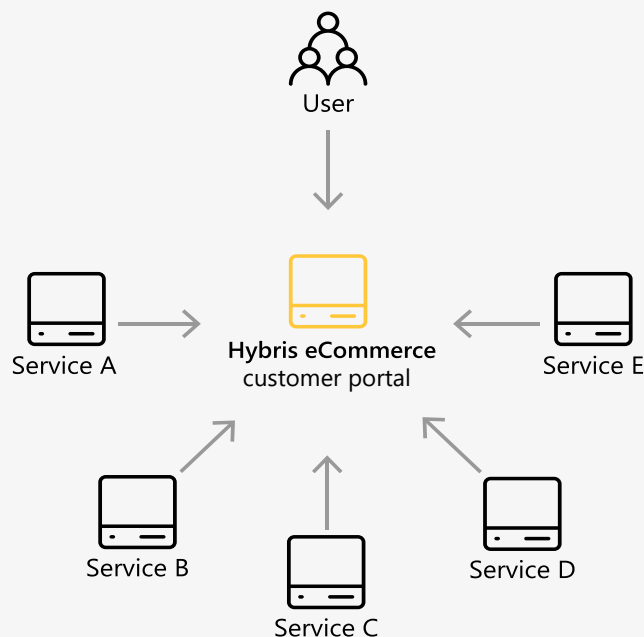 User
Hybris eCommerce
customer portal
Service A
Service E
Service B
Service D
Service C